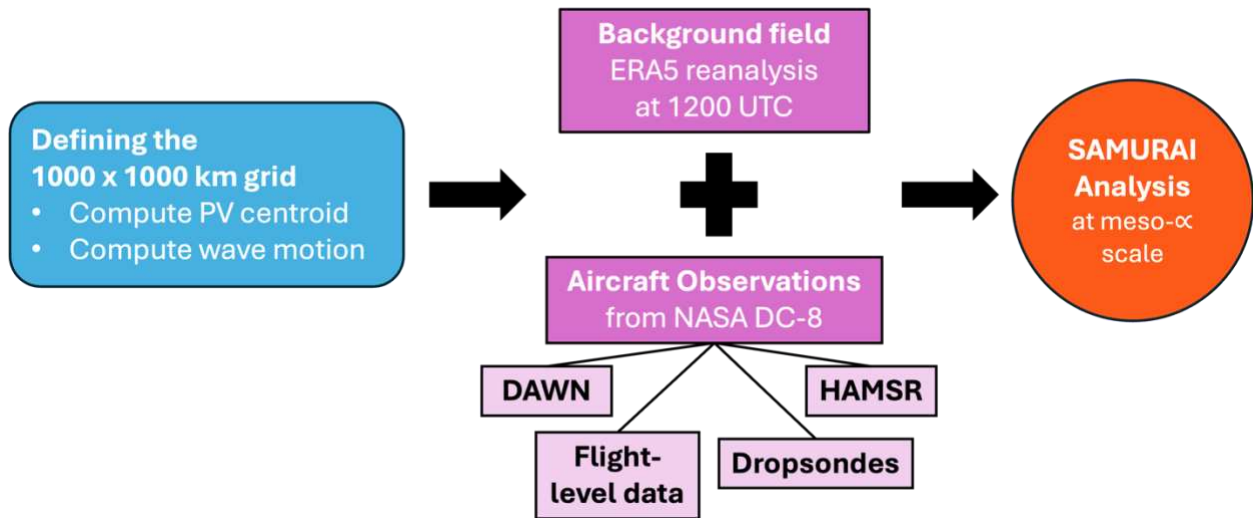 Defining the
1000 x 1000 km grid
• Compute PV centroid
• Compute wave motion
Background field
ERA5 reanalysis
at 1200 UTC
Aircraft Observations
from NASA DC-8
DAWN
HAMSR
Flight-
level data
Dropsondes
SAMURAI
Analysis
at meso-∝
scale